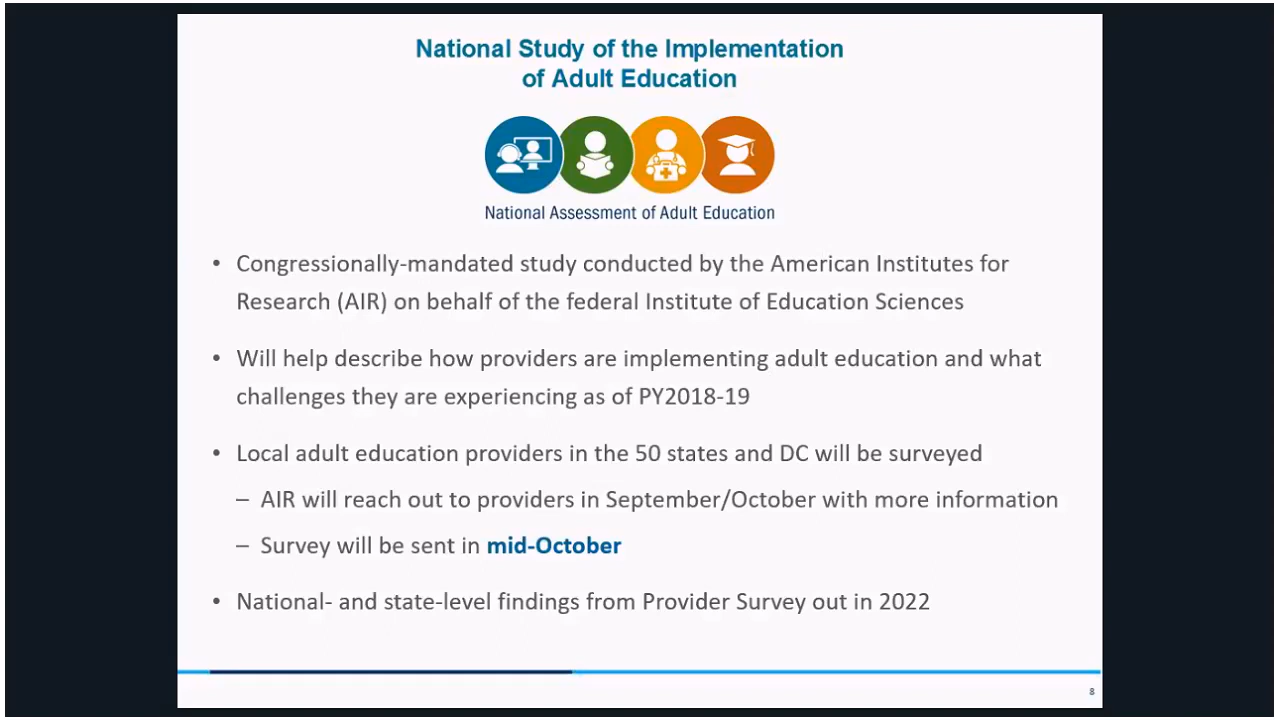 National Study of the Implementation
of Adult Education
National Assessment of Adult Education
• Congressionally-mandated study conducted by the American Institutes for
Research (AIR) on behalf of the federal Institute of Education Sciences
• Will help describe how providers are implementing adult education and what
challenges they are experiencing as of PY2018-19
• Local adult education providers in the 50 states and DC will be surveyed
– AIR will reach out to providers in September/October with more information
– Survey will be sent in mid-October
• National- and state-level findings from Provider Survey out in 2022
8